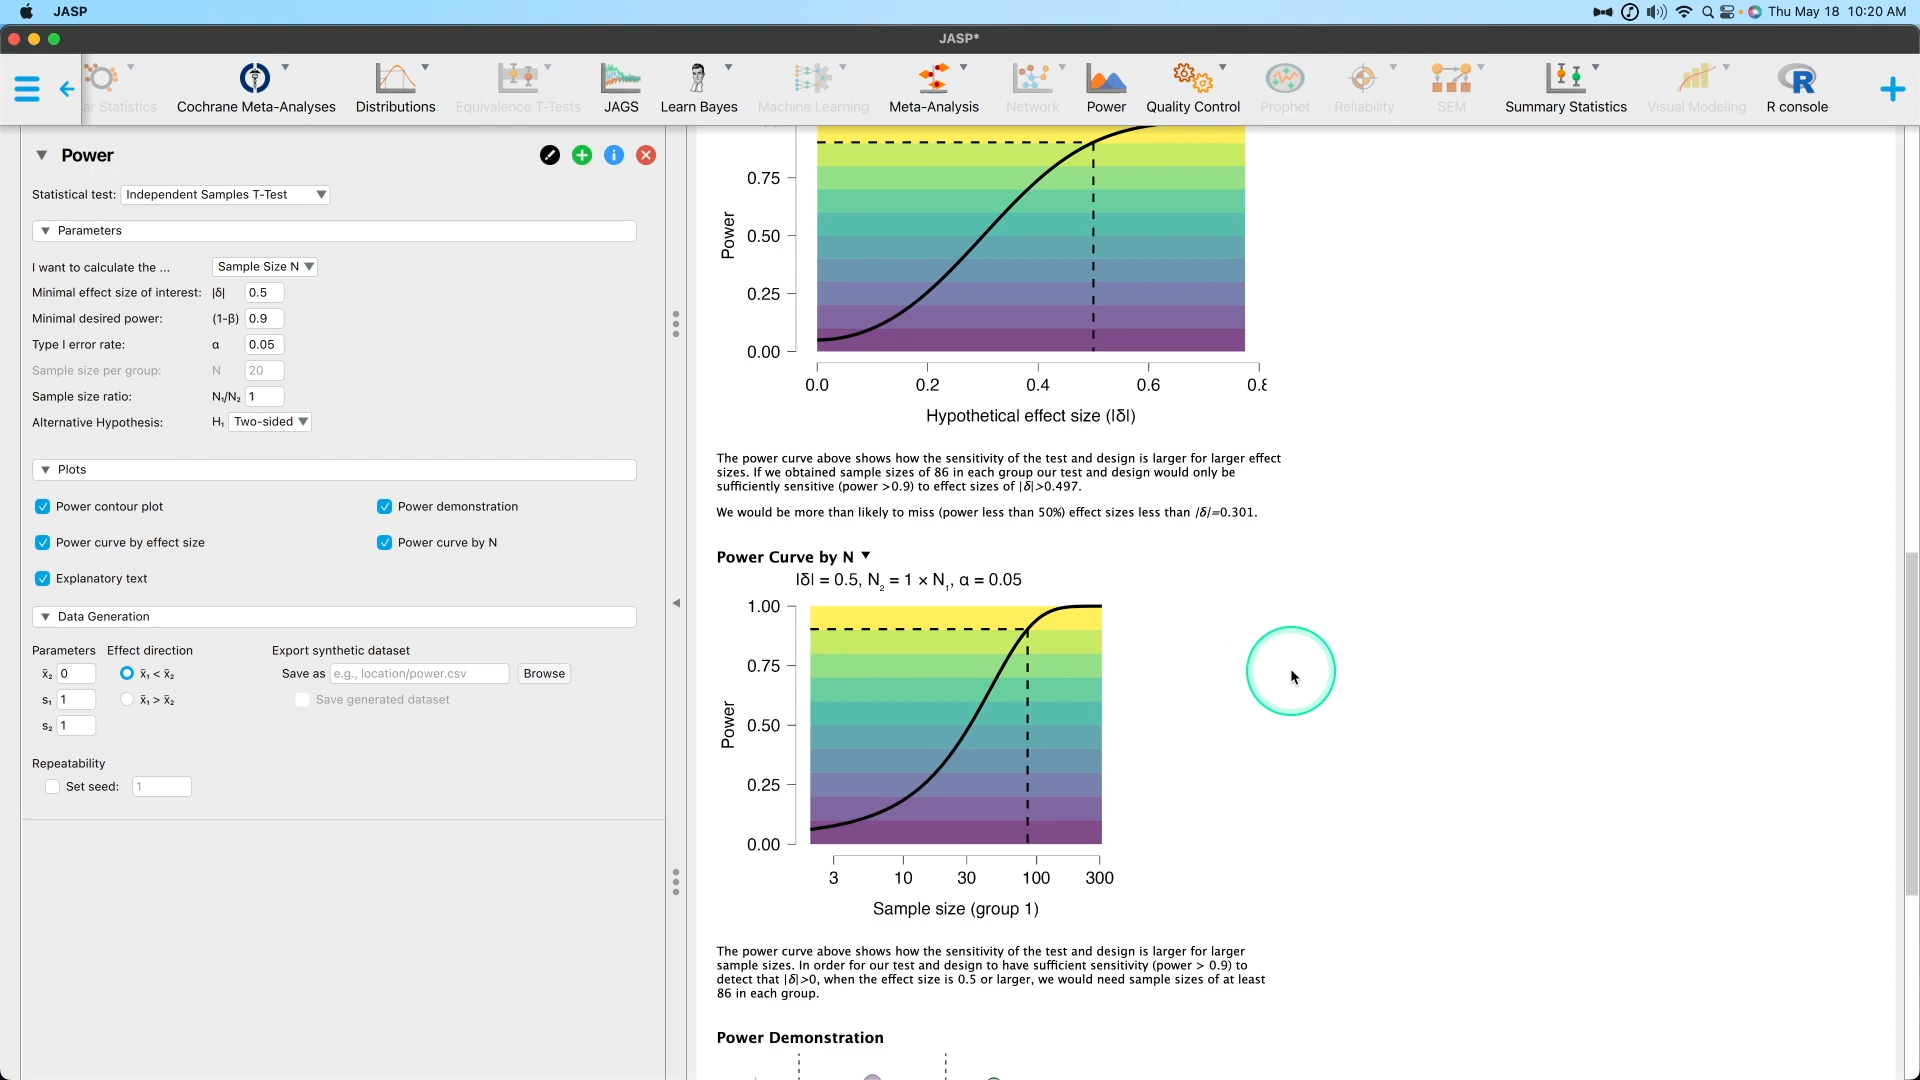 JASP
Thu May 18 10:20 AM
JASP*
ar Statistics
Cochrane Meta-Analyses
Distributions
Equivalence T-Tests
JAGS
Learn Bayes
Machine Learning
Meta-Analysis
Network
Power
Quality Control
Prophet
Reliability
SEM
Summary Statistics
Visual Modeling
R console
Power
Statistical test: Independent Samples T-Test
Parameters
I want to calculate the ... Sample Size N
Minimal effect size of interest: |δ| 0.5
Minimal desired power: (1-β) 0.9
Type I error rate: α 0.05
Sample size per group: N 20
Sample size ratio: N₁/N₂ 1
Alternative Hypothesis: H₁ Two-sided
Plots
Power contour plot
Power demonstration
Power curve by effect size
Power curve by N
Explanatory text
Data Generation
Parameters Effect direction Export synthetic dataset
x̄₂ 0 x̄₁ < x̄₂ Save as e.g., location/power.csv Browse
s₁ 1 x̄₁ > x̄₂ Save generated dataset
s₂ 1
Repeatability
Set seed: 1
0.75
0.50
0.25
0.00
Power
0.0 0.2 0.4 0.6 0.8
Hypothetical effect size (|δ|)
The power curve above shows how the sensitivity of the test and design is larger for larger effect
sizes. If we obtained sample sizes of 86 in each group our test and design would only be
sufficiently sensitive (power >0.9) to effect sizes of |δ|>0.497.
We would be more than likely to miss (power less than 50%) effect sizes less than |δ|=0.301.
Power Curve by N
|δ| = 0.5, N₂ = 1 × N₁, α = 0.05
1.00
0.75
0.50
0.25
0.00
Power
3 10 30 100 300
Sample size (group 1)
The power curve above shows how the sensitivity of the test and design is larger for larger
sample sizes. In order for our test and design to have sufficient sensitivity (power > 0.9) to
detect that |δ|>0, when the effect size is 0.5 or larger, we would need sample sizes of at least
86 in each group.
Power Demonstration